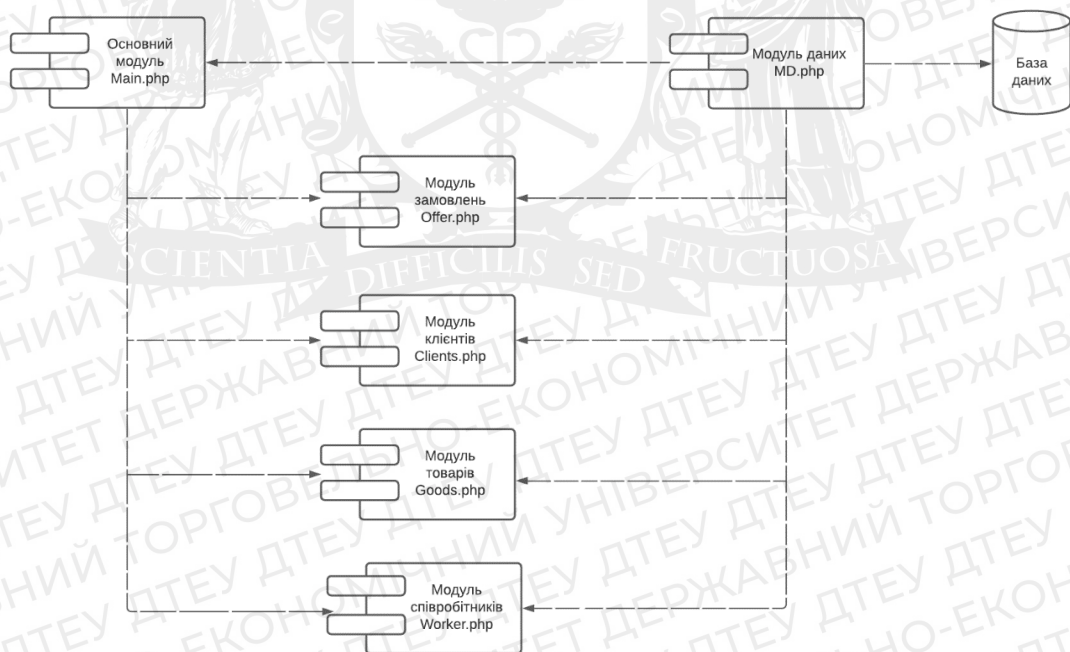 Основний
модуль
Main.php
Модуль даних
MD.php
База
даних
Модуль
замовлень
Offer.php
SCIENTIA DIFFICILIS SED FRUCTUOSA
Модуль
клієнтів
Clients.php
Модуль
товарів
Goods.php
Модуль
співробітників
Worker.php